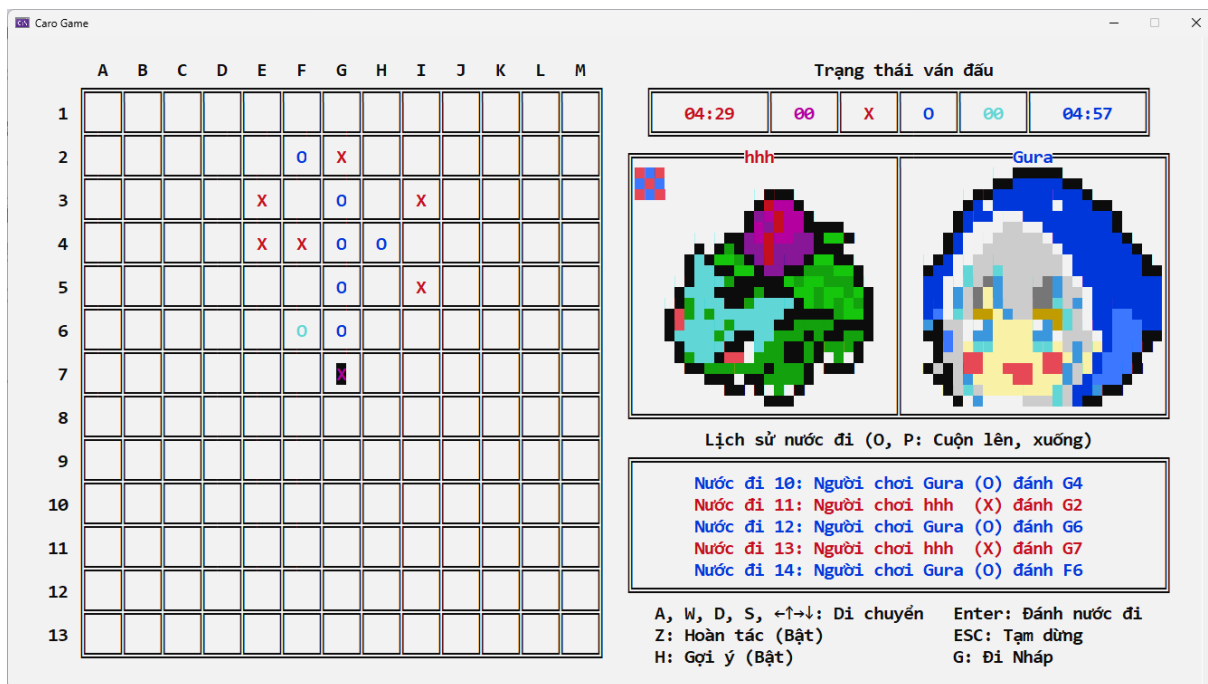 Caro Game
A B C D E F G H I J K L M
Trạng thái ván đấu
1
04:29 00 X O 00 04:57
2 O X
hhh Gura
3 X O X
4 X X O O
5 O X
6 O O
7 X
8
Lịch sử nước đi (O, P: Cuộn lên, xuống)
9
Nước đi 10: Người chơi Gura (O) đánh G4
10
Nước đi 11: Người chơi hhh (X) đánh G2
Nước đi 12: Người chơi Gura (O) đánh G6
11
Nước đi 13: Người chơi hhh (X) đánh G7
Nước đi 14: Người chơi Gura (O) đánh F6
12
A, W, D, S, ←↑→↓: Di chuyển Enter: Đánh nước đi
13
Z: Hoàn tác (Bật) ESC: Tạm dừng
H: Gợi ý (Bật) G: Đi Nháp